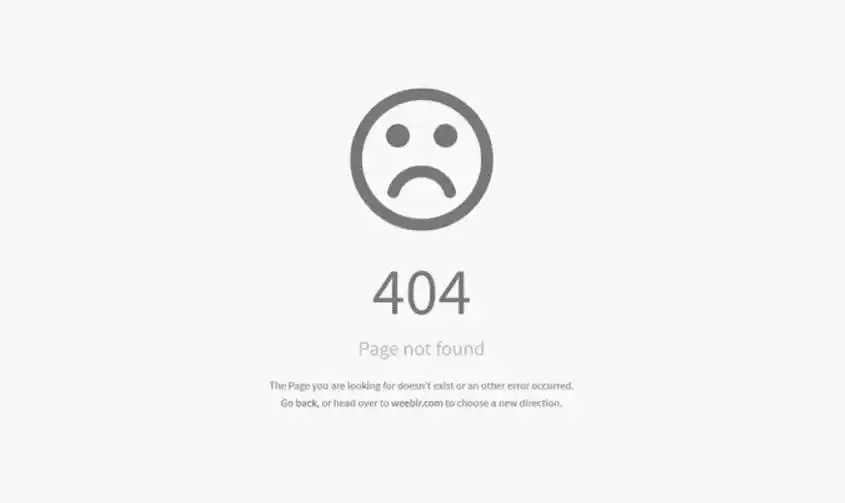 404
Page not found
The Page you are looking for doesn't exist or an other error occurred.
Go back, or head over to weeblr.com to choose a new direction.